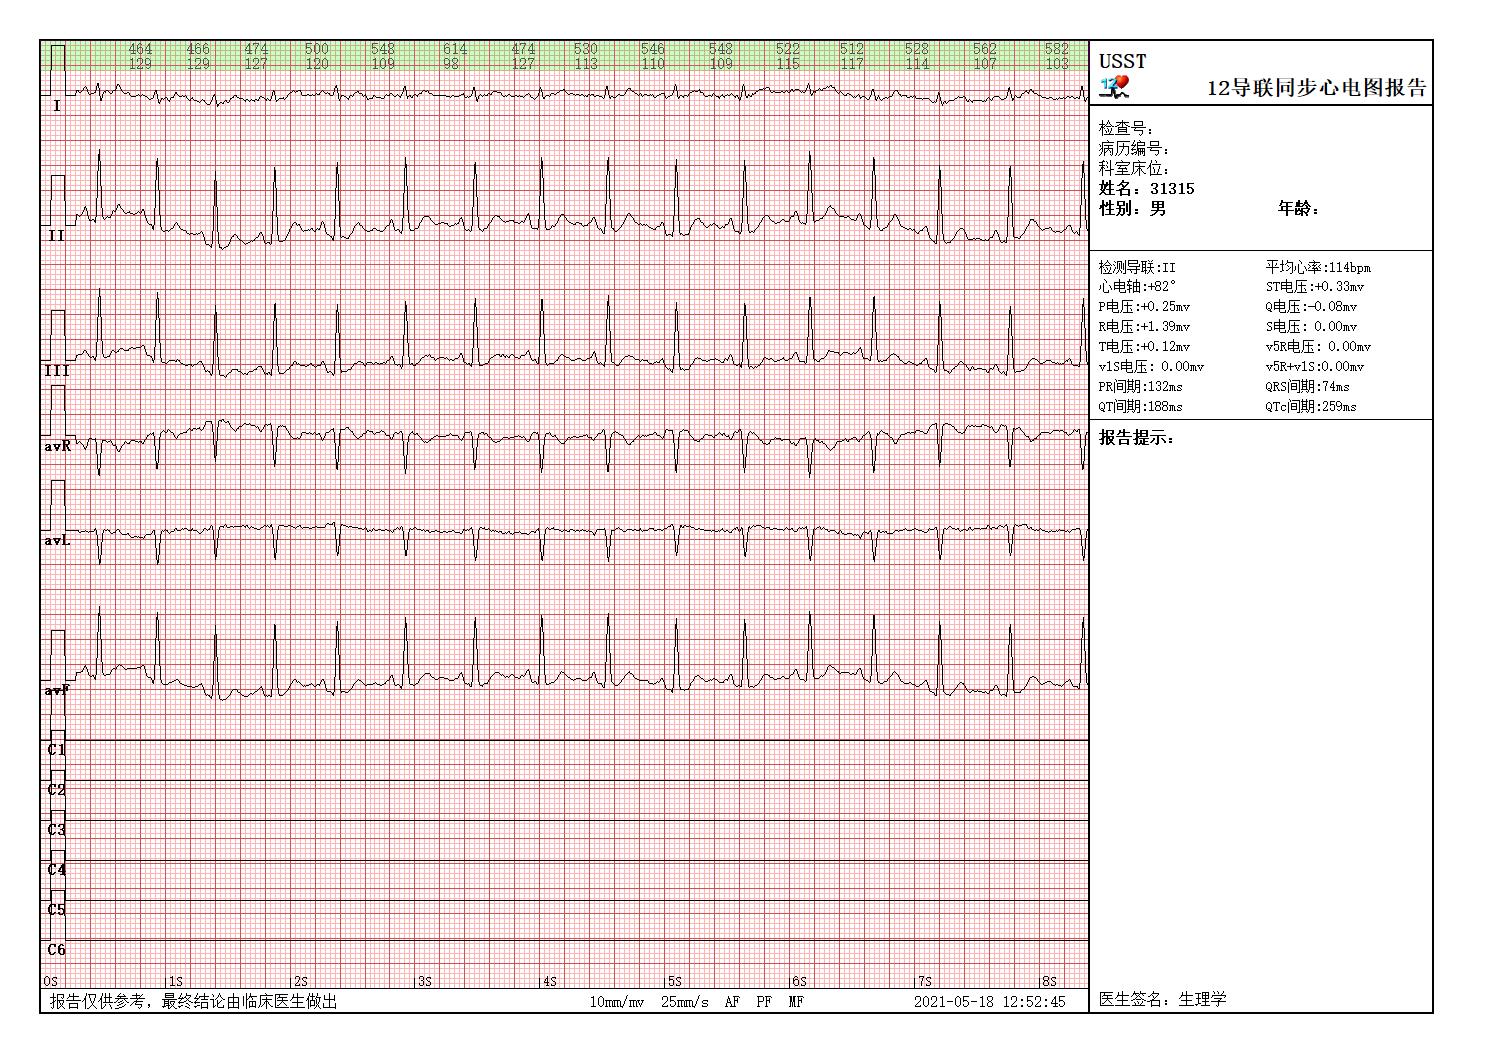 464 466 474 500 548 614 474 530 546 548 522 512 528 562 582
129 129 127 120 109 98 127 113 110 109 115 117 114 107 103
I
II
III
avR
avL
avF
C1
C2
C3
C4
C5
C6
0S 1S 2S 3S 4S 5S 6S 7S 8S
报告仅供参考，最终结论由临床医生做出 10mm/mv 25mm/s AF PF MF 2021-05-18 12:52:45
USST
12
12导联同步心电图报告
检查号：
病历编号：
科室床位：
姓名：31315
性别：男 年龄：
检测导联:II 平均心率:114bpm
心电轴:+82° ST电压:+0.33mv
P电压:+0.25mv Q电压:-0.08mv
R电压:+1.39mv S电压: 0.00mv
T电压:+0.12mv v5R电压: 0.00mv
v1S电压: 0.00mv v5R+v1S:0.00mv
PR间期:132ms QRS间期:74ms
QT间期:188ms QTc间期:259ms
报告提示：
医生签名：生理学